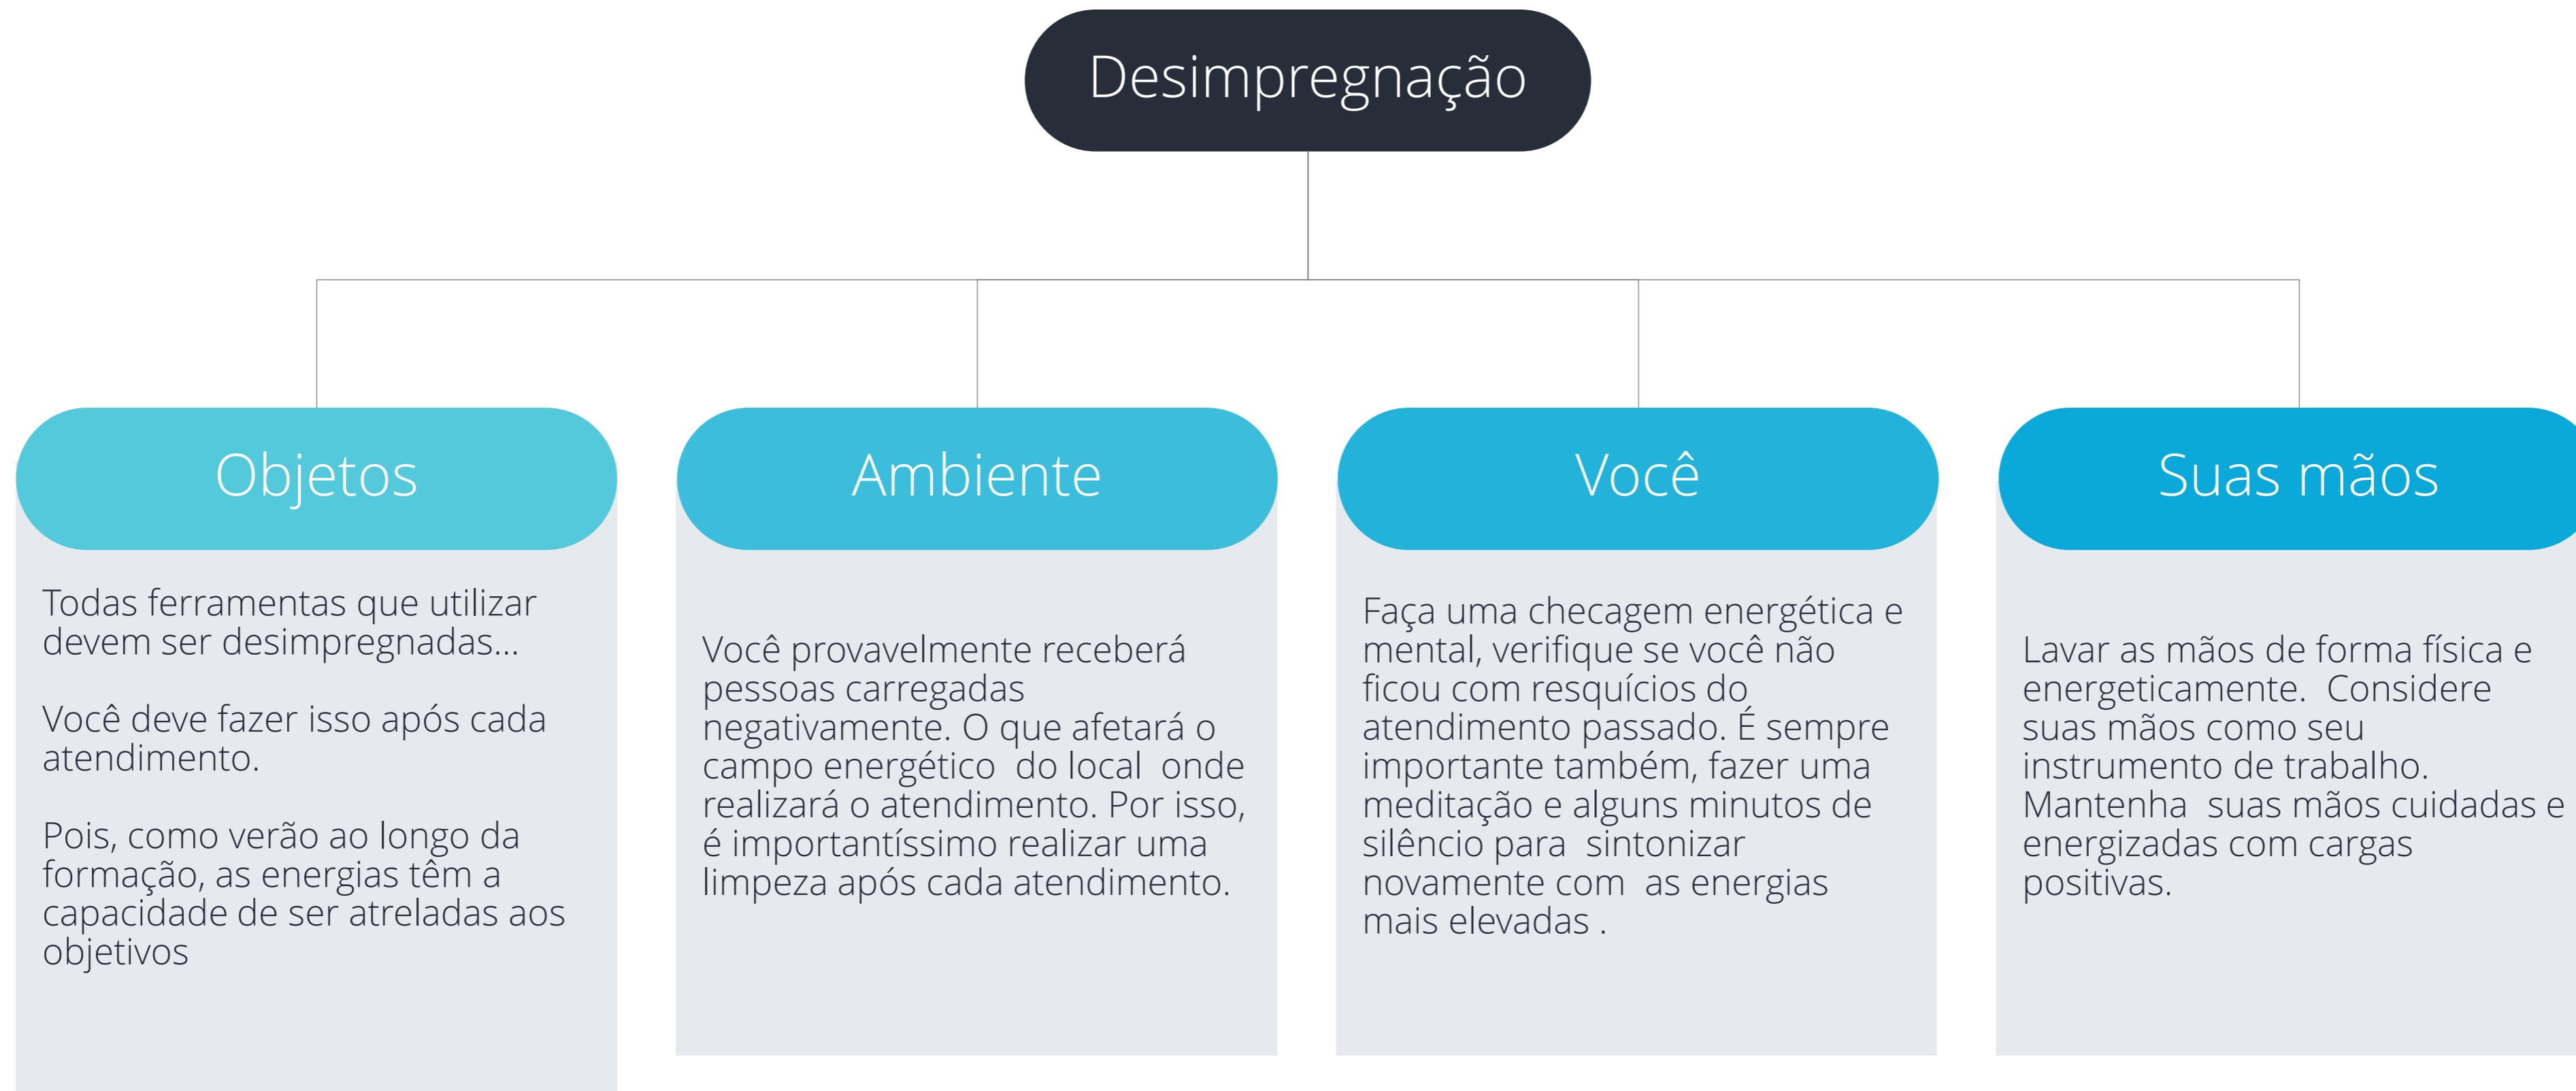 Desimpregnação
Objetos
Todas ferramentas que utilizar
devem ser desimpregnadas...
Você deve fazer isso após cada
atendimento.
Pois, como verão ao longo da
formação, as energias têm a
capacidade de ser atreladas aos
objetivos
Ambiente
Você provavelmente receberá
pessoas carregadas
negativamente. O que afetará o
campo energético  do local  onde
realizará o atendimento. Por isso,
é importantíssimo realizar uma
limpeza após cada atendimento.
Você
Faça uma checagem energética e
mental, verifique se você não
ficou com resquícios do
atendimento passado. É sempre
importante também, fazer uma
meditação e alguns minutos de
silêncio para  sintonizar
novamente com  as energias
mais elevadas .
Suas mãos
Lavar as mãos de forma física e
energeticamente.  Considere
suas mãos como seu
instrumento de trabalho.
Mantenha  suas mãos cuidadas e
energizadas com cargas
positivas.